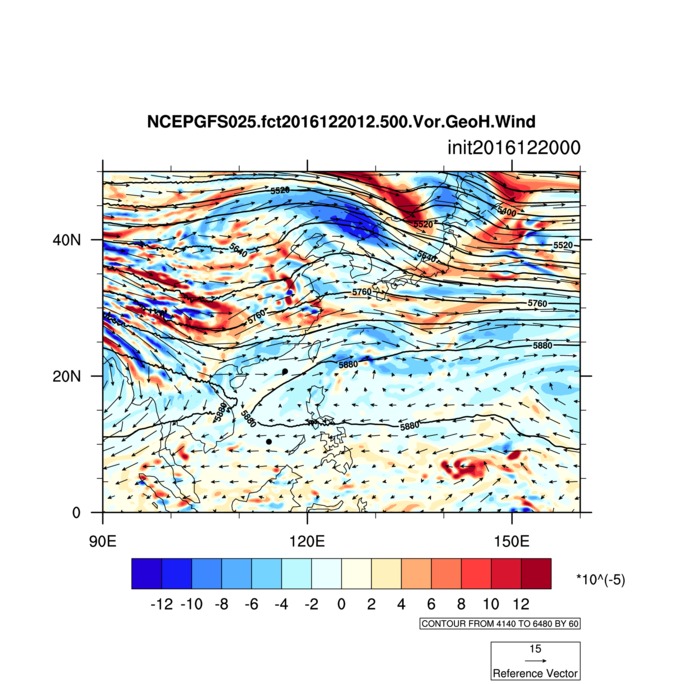 NCEPGFS025.fct2016122012.500.Vor.GeoH.Wind
init2016122000
5520
5400
5520
40N
5640
5640
5520
5760
5760
5760
5880
5880
20N
5880
5880
5880
0
90E 120E 150E
*10^(-5)
-12 -10 -8 -6 -4 -2 0 2 4 6 8 10 12
CONTOUR FROM 4140 TO 6480 BY 60
15
Reference Vector